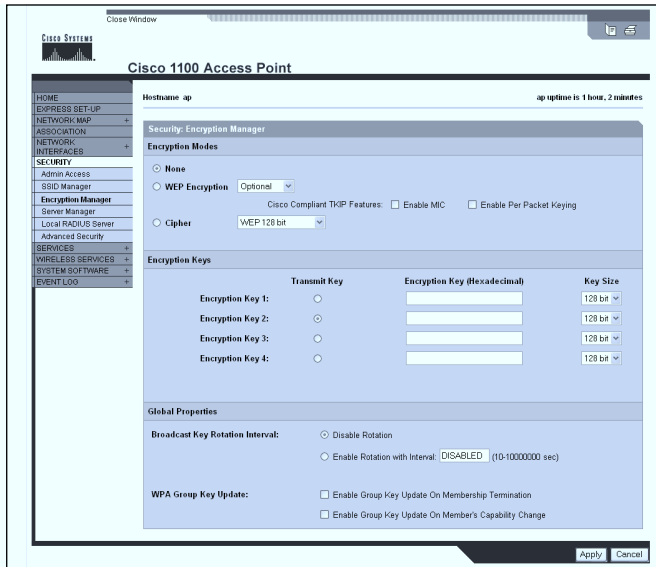 Close Window
CISCO SYSTEMS
Cisco 1100 Access Point
HOME
EXPRESS SET-UP
NETWORK MAP +
ASSOCIATION
NETWORK INTERFACES +
SECURITY
Admin Access
SSID Manager
Encryption Manager
Server Manager
Local RADIUS Server
Advanced Security
SERVICES +
WIRELESS SERVICES +
SYSTEM SOFTWARE +
EVENT LOG +
Hostname ap ap uptime is 1 hour, 2 minutes
Security: Encryption Manager
Encryption Modes
None
WEP Encryption Optional
Cisco Compliant TKIP Features: Enable MIC Enable Per Packet Keying
Cipher WEP 128 bit
Encryption Keys
Transmit Key Encryption Key (Hexadecimal) Key Size
Encryption Key 1: 128 bit
Encryption Key 2: 128 bit
Encryption Key 3: 128 bit
Encryption Key 4: 128 bit
Global Properties
Broadcast Key Rotation Interval: Disable Rotation
Enable Rotation with Interval: DISABLED (10-10000000 sec)
WPA Group Key Update: Enable Group Key Update On Membership Termination
Enable Group Key Update On Member's Capability Change
Apply Cancel